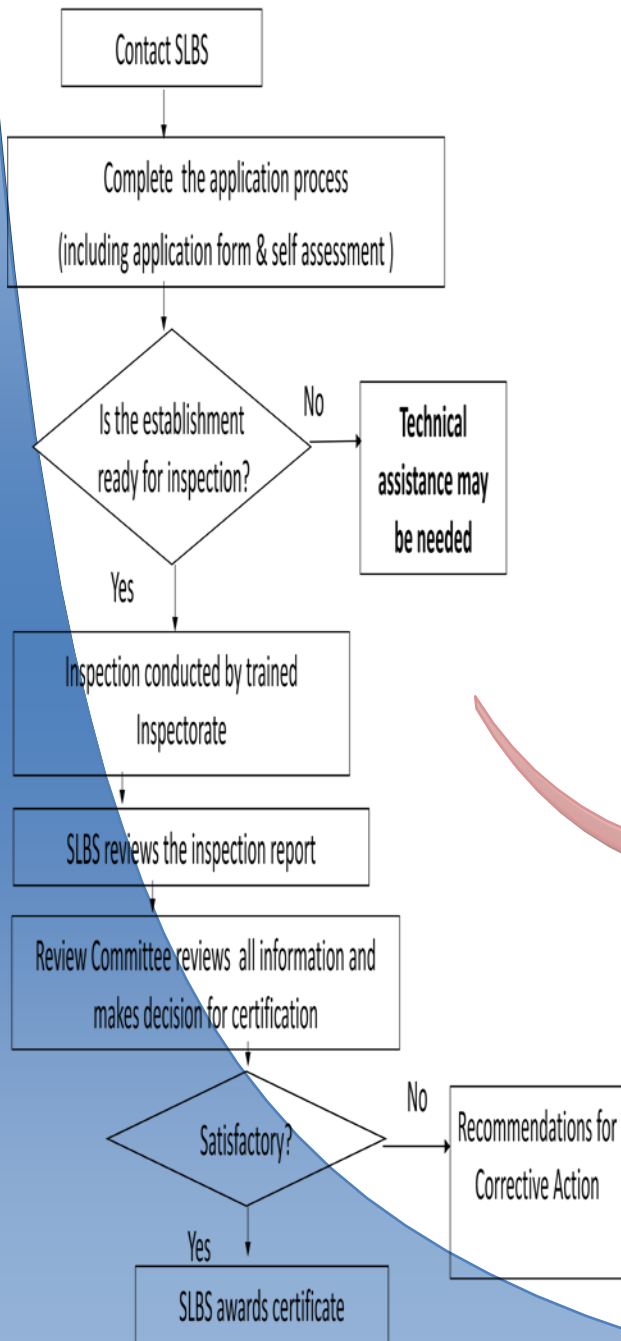 Contact SLBS
Complete the application process
(including application form & self assessment )
Is the establishment
ready for inspection?
No
Technical
assistance may
be needed
Yes
Inspection conducted by trained
Inspectorate
SLBS reviews the inspection report
Review Committee reviews all information and
makes decision for certification
Satisfactory?
No
Recommendations for
Corrective Action
Yes
SLBS awards certificate